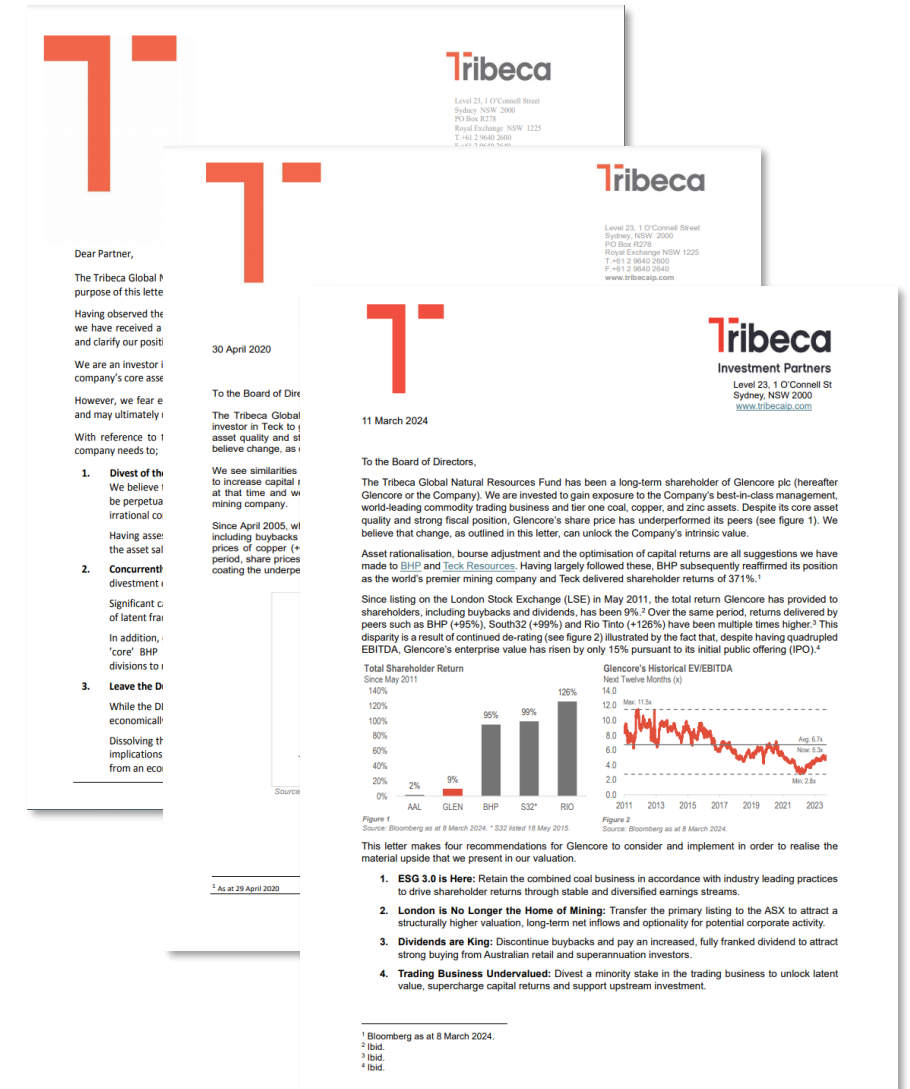 Tribeca
Level 23, 1 O'Connell Street
Sydney NSW 2000
PO Box R278
Royal Exchange NSW 1225
T.+61 2 9640 2600
Dear Partner,
The Tribeca Global
purpose of this letter
Having observed the
we have received a
and clarify our positi
We are an investor i
company's core asse
However, we fear e
and may ultimately
With reference to
company needs to;
1. Divest of the
We believe
be perpetua
irrational co
Having asses
the asset sal
2. Concurrently
divestment
Significant ca
of latent fran
In addition,
'core' BHP
divisions to
3. Leave the D
While the DL
economically
Dissolving th
implications
from an econ
Tribeca
Level 23, 1 O'Connell Street
Sydney, NSW 2000
PO Box R278
Royal Exchange NSW 1225
T.+61 2 9640 2600
F.+61 2 9640 2640
www.tribecaip.com
30 April 2020
To the Board of Dire
The Tribeca Global
investor in Teck to
asset quality and st
believe change, as
We see similarities
to increase capital
at that time and we
mining company.
Since April 2005, wh
including buybacks
prices of copper (+
period, share prices
coating the underpe
Source
1 As at 29 April 2020
Tribeca
Investment Partners
Level 23, 1 O'Connell St
Sydney, NSW 2000
www.tribecaip.com
11 March 2024
To the Board of Directors,
The Tribeca Global Natural Resources Fund has been a long-term shareholder of Glencore plc (hereafter
Glencore or the Company). We are invested to gain exposure to the Company's best-in-class management,
world-leading commodity trading business and tier one coal, copper, and zinc assets. Despite its core asset
quality and strong fiscal position, Glencore's share price has underperformed its peers (see figure 1). We
believe that change, as outlined in this letter, can unlock the Company's intrinsic value.
Asset rationalisation, bourse adjustment and the optimisation of capital returns are all suggestions we have
made to BHP and Teck Resources. Having largely followed these, BHP subsequently reaffirmed its position
as the world's premier mining company and Teck delivered shareholder returns of 371%.1
Since listing on the London Stock Exchange (LSE) in May 2011, the total return Glencore has provided to
shareholders, including buybacks and dividends, has been 9%.2 Over the same period, returns delivered by
peers such as BHP (+95%), South32 (+99%) and Rio Tinto (+126%) have been multiple times higher.3 This
disparity is a result of continued de-rating (see figure 2) illustrated by the fact that, despite having quadrupled
EBITDA, Glencore's enterprise value has risen by only 15% pursuant to its initial public offering (IPO).4
Total Shareholder Return
Since May 2011
140%
120%
100%
80%
60%
40%
20%
0%
2%
9%
95%
99%
126%
AAL GLEN BHP S32* RIO
Figure 1
Source: Bloomberg as at 8 March 2024. * S32 listed 18 May 2015.
Glencore's Historical EV/EBITDA
Next Twelve Months (x)
14.0
12.0
10.0
8.0
6.0
4.0
2.0
0.0
Max: 11.5x
Avg: 6.7x
Now: 5.3x
Min: 2.8x
2011 2013 2015 2017 2019 2021 2023
Figure 2
Source: Bloomberg as at 8 March 2024.
This letter makes four recommendations for Glencore to consider and implement in order to realise the
material upside that we present in our valuation.
1. ESG 3.0 is Here: Retain the combined coal business in accordance with industry leading practices
to drive shareholder returns through stable and diversified earnings streams.
2. London is No Longer the Home of Mining: Transfer the primary listing to the ASX to attract a
structurally higher valuation, long-term net inflows and optionality for potential corporate activity.
3. Dividends are King: Discontinue buybacks and pay an increased, fully franked dividend to attract
strong buying from Australian retail and superannuation investors.
4. Trading Business Undervalued: Divest a minority stake in the trading business to unlock latent
value, supercharge capital returns and support upstream investment.
1 Bloomberg as at 8 March 2024.
2 Ibid.
3 Ibid.
4 Ibid.